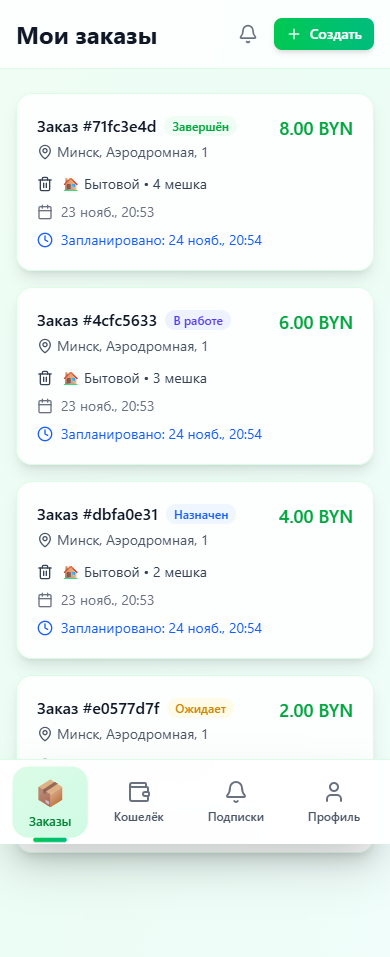 Мои заказы
Создать
Заказ #71fc3e4d Завершён 8.00 BYN
Минск, Аэродромная, 1
Бытовой • 4 мешка
23 нояб., 20:53
Запланировано: 24 нояб., 20:54
Заказ #4cfc5633 В работе 6.00 BYN
Минск, Аэродромная, 1
Бытовой • 3 мешка
23 нояб., 20:53
Запланировано: 24 нояб., 20:54
Заказ #dbfa0e31 Назначен 4.00 BYN
Минск, Аэродромная, 1
Бытовой • 2 мешка
23 нояб., 20:53
Запланировано: 24 нояб., 20:54
Заказ #e0577d7f Ожидает 2.00 BYN
Минск, Аэродромная, 1
Заказы Кошелёк Подписки Профиль